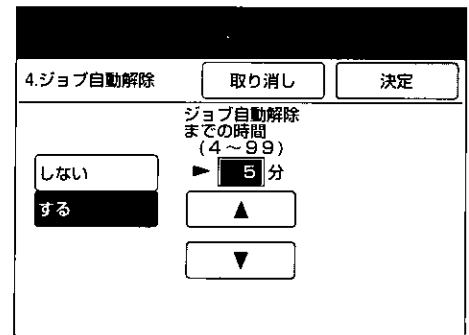 4.ジョブ自動解除 取り消し 決定
ジョブ自動解除
までの時間
(4～99)
しない ► 5 分
する ▲
▼